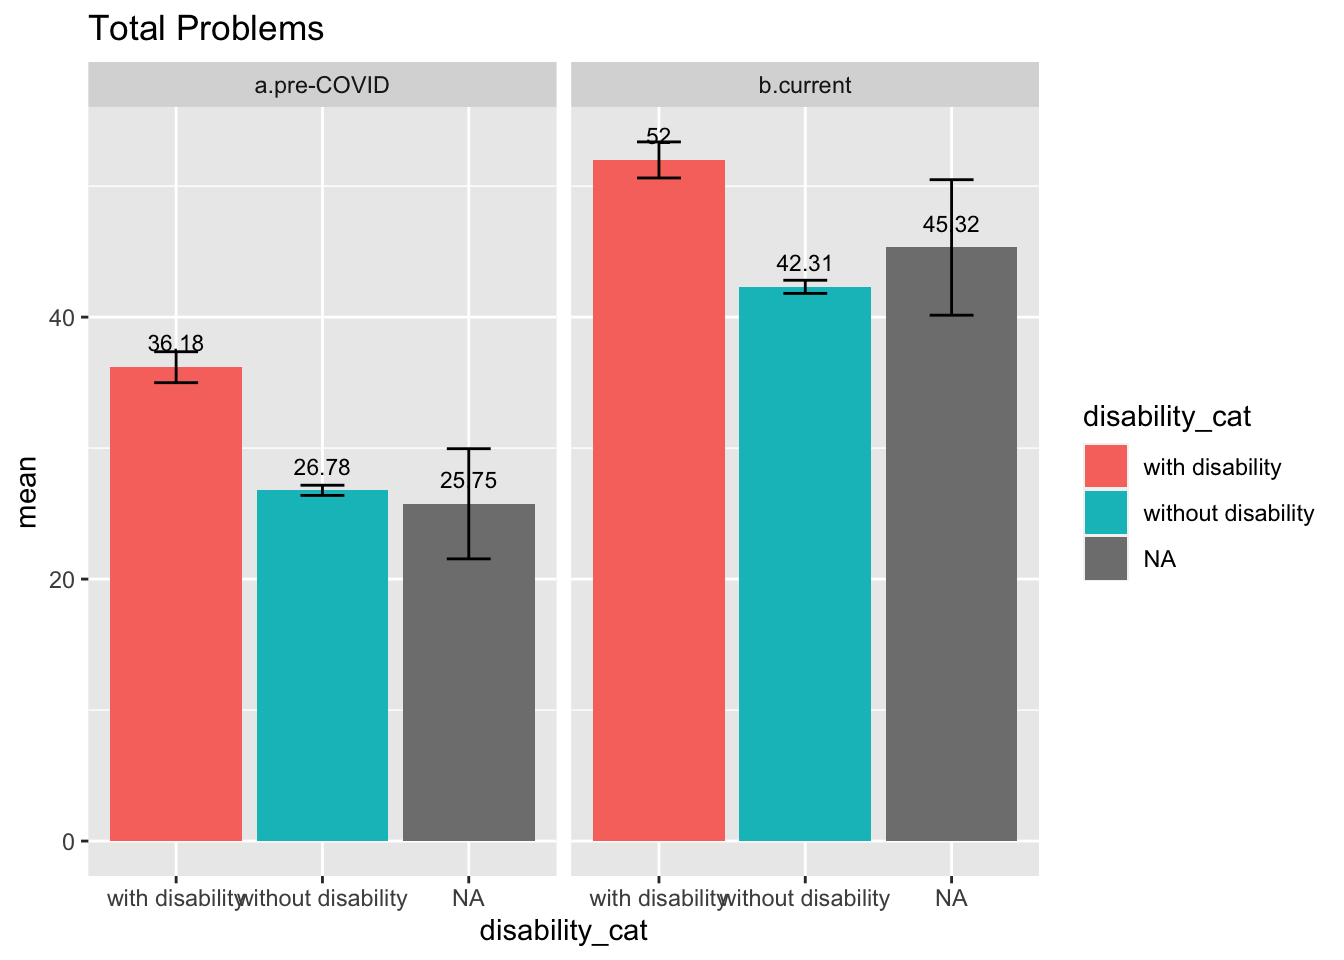 Total Problems
a.pre-COVID
b.current
mean
40
20
0
36.18
26.78
25.75
52
42.31
45.32
with disability
without disability
NA
with disability
without disability
NA
disability_cat
disability_cat
with disability
without disability
NA